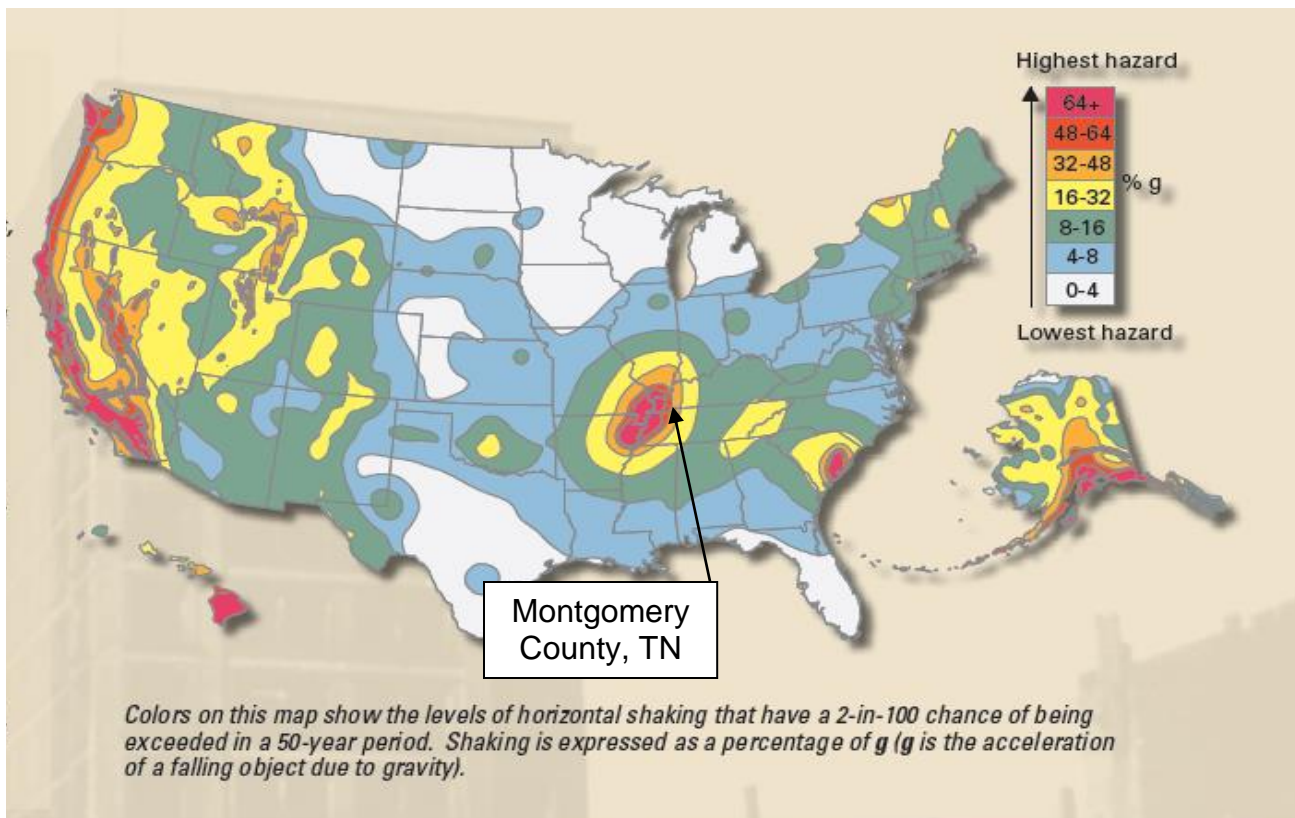 Highest hazard
64+
48-64
32-48
16-32
8-16
4-8
0-4
% g
Lowest hazard
Montgomery
County, TN
Colors on this map show the levels of horizontal shaking that have a 2-in-100 chance of being
exceeded in a 50-year period. Shaking is expressed as a percentage of g (g is the acceleration
of a falling object due to gravity).